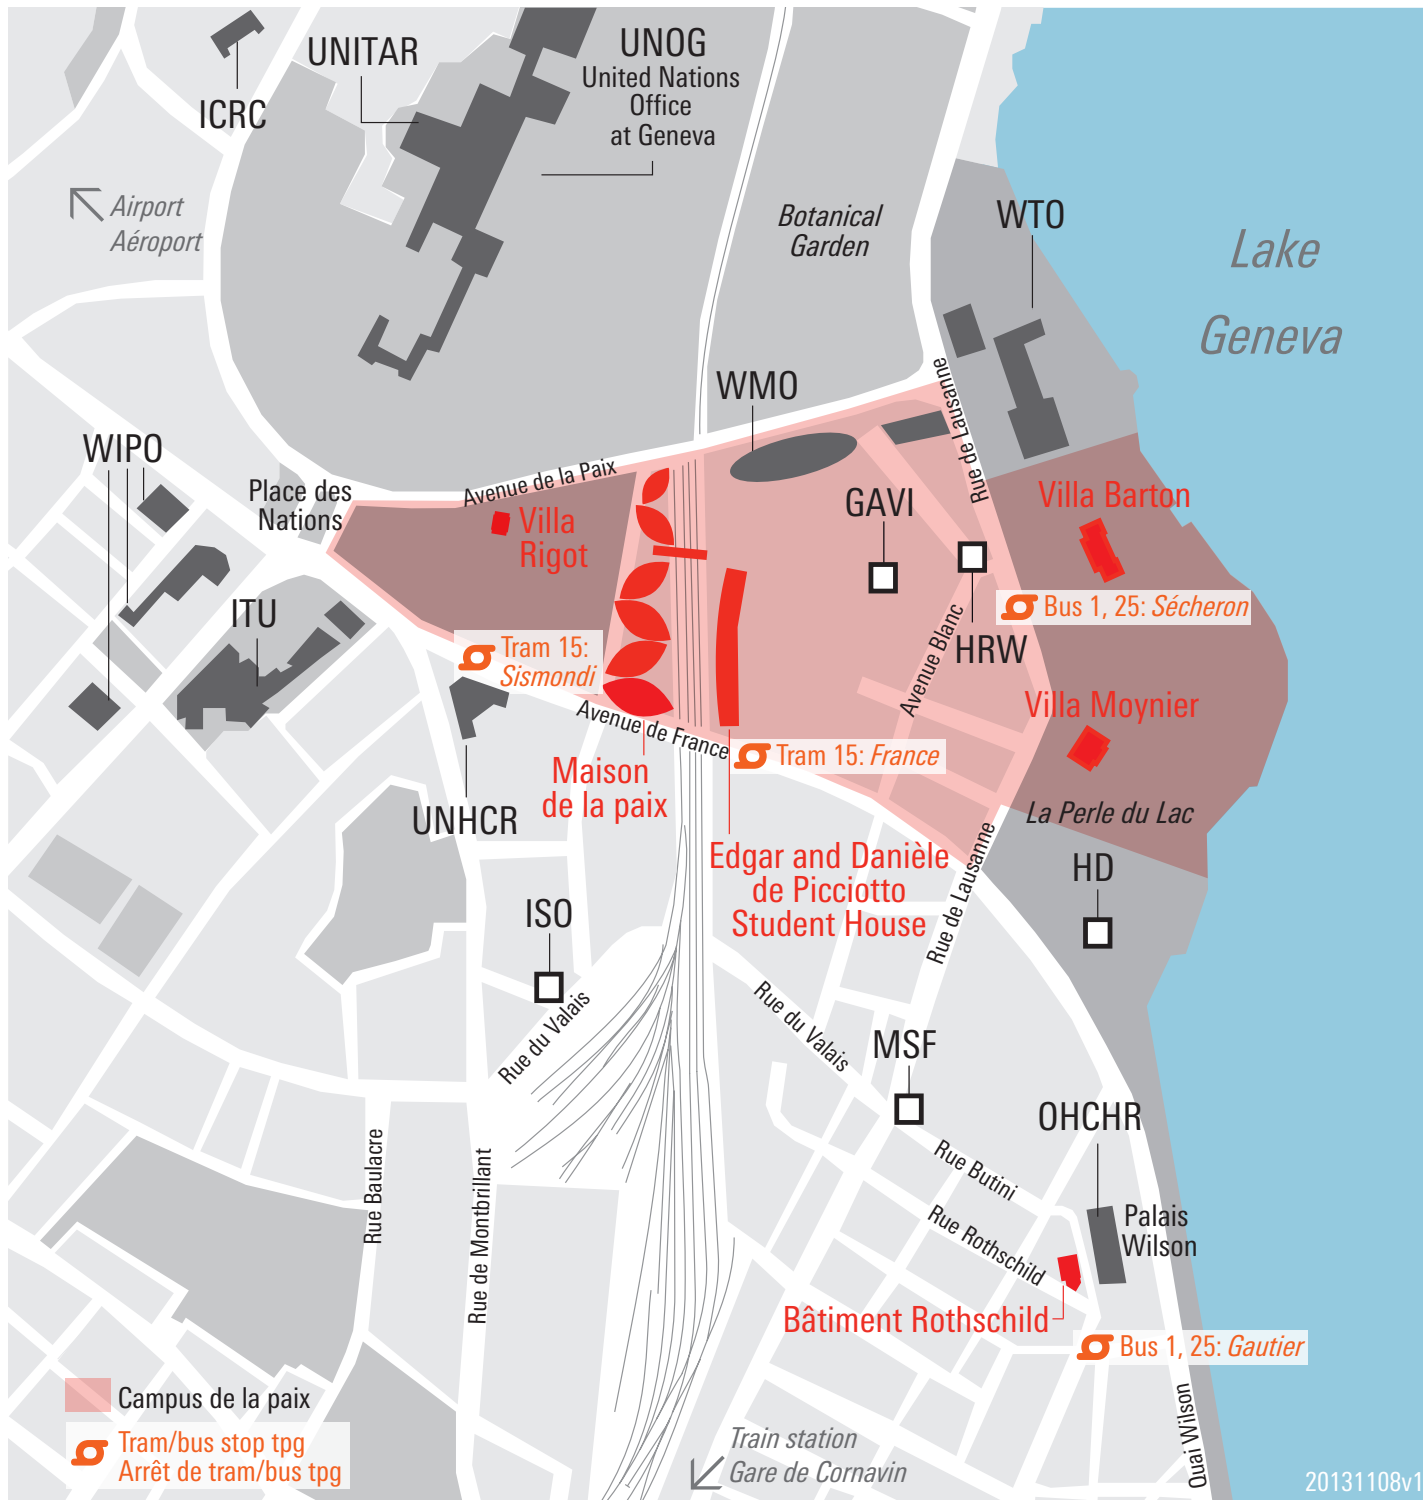 UNITAR
UNOG
United Nations
Office
at Geneva
ICRC
Airport
Aéroport
Botanical
Garden
WTO
Lake
Geneva
WMO
Rue de Lausanne
WIPO
Place des
Nations
Avenue de la Paix
Villa
Rigot
GAVI
Villa Barton
Bus 1, 25: Sécheron
ITU
Tram 15:
Sismondi
Avenue Blanc
HRW
Villa Moynier
Avenue de France
Tram 15: France
Maison
de la paix
UNHCR
La Perle du Lac
Edgar and Danièle
de Picciotto
Student House
Rue de Lausanne
HD
ISO
Rue du Valais
Rue du Valais
MSF
OHCHR
Rue Baulacre
Rue de Montbrillant
Rue Butini
Rue Rothschild
Palais
Wilson
Bâtiment Rothschild
Bus 1, 25: Gautier
Quai Wilson
Campus de la paix
Tram/bus stop tpg
Arrêt de tram/bus tpg
Train station
Gare de Cornavin
20131108v1